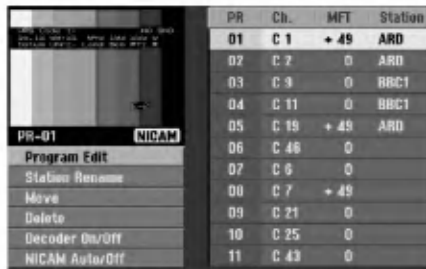 PR-01 NICAM
Program Edit
Station Rename
Move
Delete
Decoder On/Off
NICAM Auto/Off
PR Ch. MFT Station
01 C 1 + 49 ARD
02 C 2 0 ARD
03 C 9 0 BBC1
04 C 11 0 BBC1
05 C 19 + 49 ARD
06 C 46 0
07 C 6 0
00 C 7 + 49
09 C 21 0
10 C 25 0
11 C 43 0